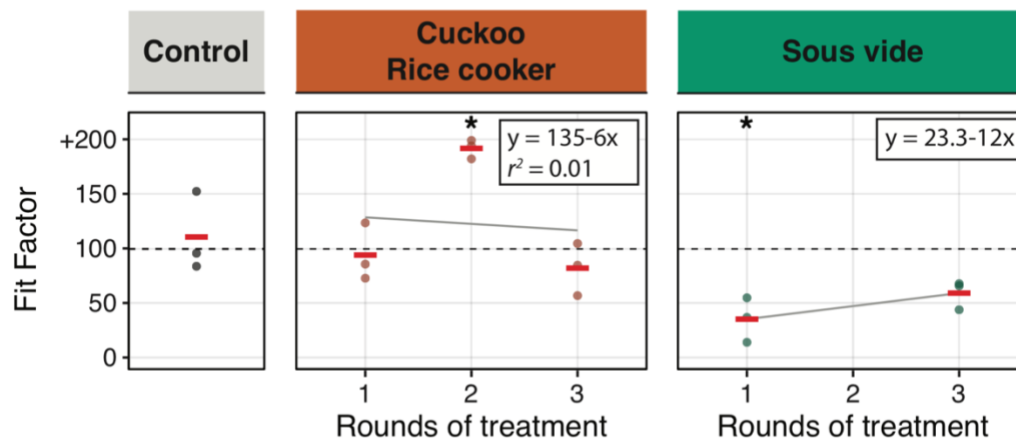 Control
Cuckoo
Rice cooker
Sous vide
Fit Factor
+200
150
100
50
0
*
y = 135-6x
r² = 0.01
*
y = 23.3-12x
1 2 3
1 2 3
Rounds of treatment
Rounds of treatment